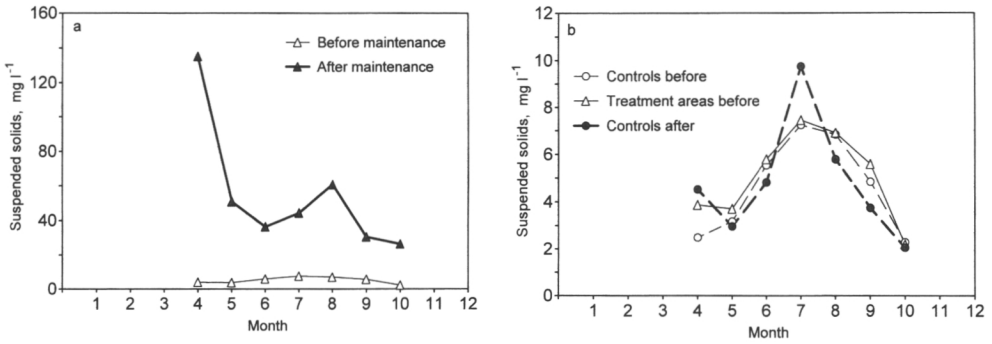 a
Before maintenance
After maintenance
Suspended solids, mg l⁻¹
160
120
80
40
0
1 2 3 4 5 6 7 8 9 10 11 12
Month
b
Controls before
Treatment areas before
Controls after
Suspended solids, mg l⁻¹
12
10
8
6
4
2
0
1 2 3 4 5 6 7 8 9 10 11 12
Month